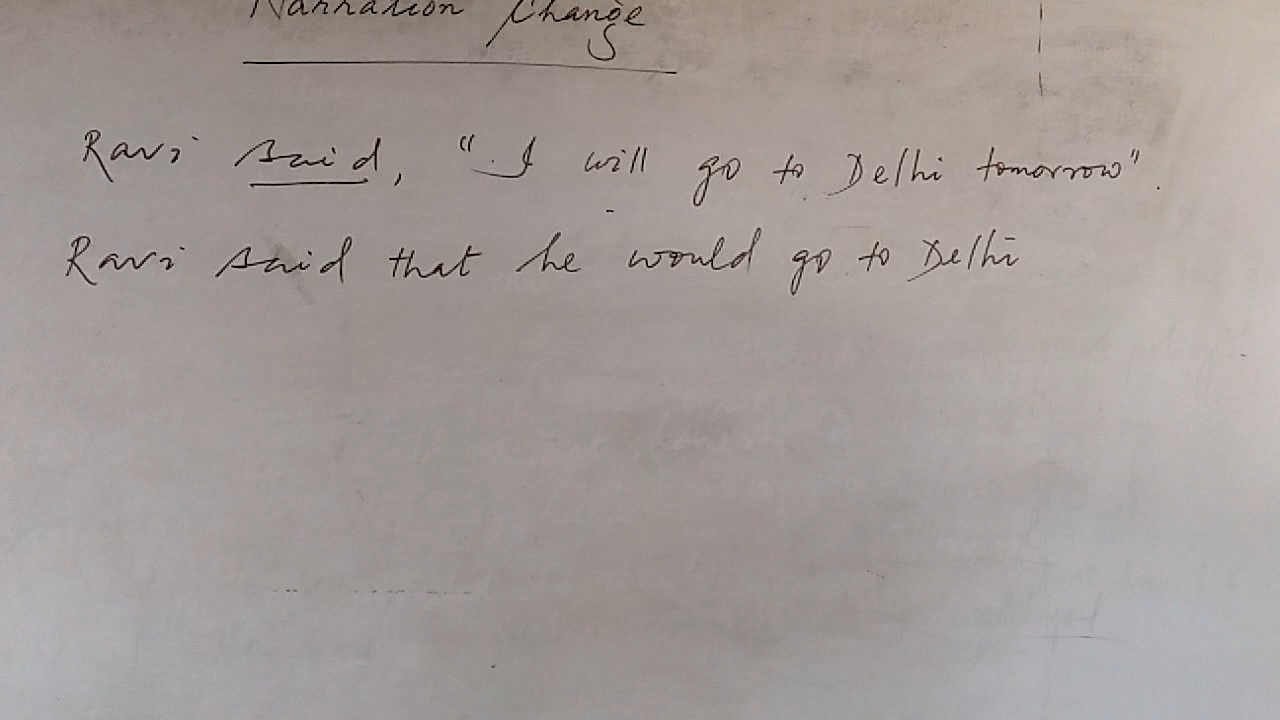 Narration Change
Ravi said, "I will go to Delhi tomorrow".
Ravi said that he would go to Delhi